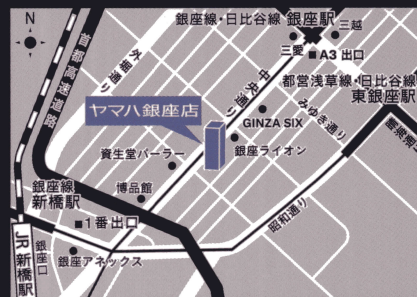 N
銀座線・日比谷線 銀座駅
三越
三愛
A3 出口
首都高速道路
外堀通り
中央通り
都営浅草線・日比谷線
東銀座駅
ヤマハ銀座店
GINZA SIX
みゆき通り
晴海通り
資生堂パーラー
銀座ライオン
銀座線
新橋駅
博品館
1番出口
昭和通り
JR 新橋駅
銀座口
銀座アネックス